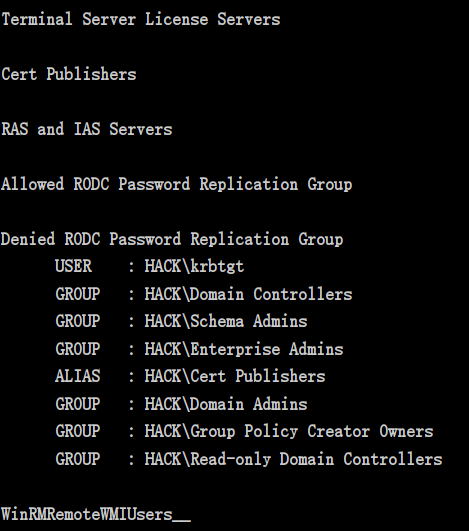 Terminal Server License Servers
Cert Publishers
RAS and IAS Servers
Allowed RODC Password Replication Group
Denied RODC Password Replication Group
USER : HACK\krbtgt
GROUP : HACK\Domain Controllers
GROUP : HACK\Schema Admins
GROUP : HACK\Enterprise Admins
ALIAS : HACK\Cert Publishers
GROUP : HACK\Domain Admins
GROUP : HACK\Group Policy Creator Owners
GROUP : HACK\Read-only Domain Controllers
WinRMRemoteWMIUsers__